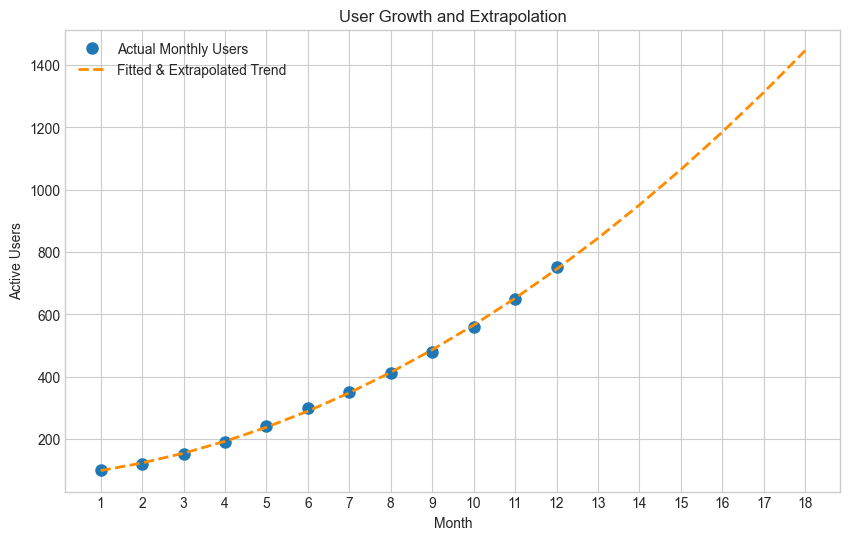 User Growth and Extrapolation
Actual Monthly Users
Fitted & Extrapolated Trend
Active Users
1400
1200
1000
800
600
400
200
1 2 3 4 5 6 7 8 9 10 11 12 13 14 15 16 17 18
Month